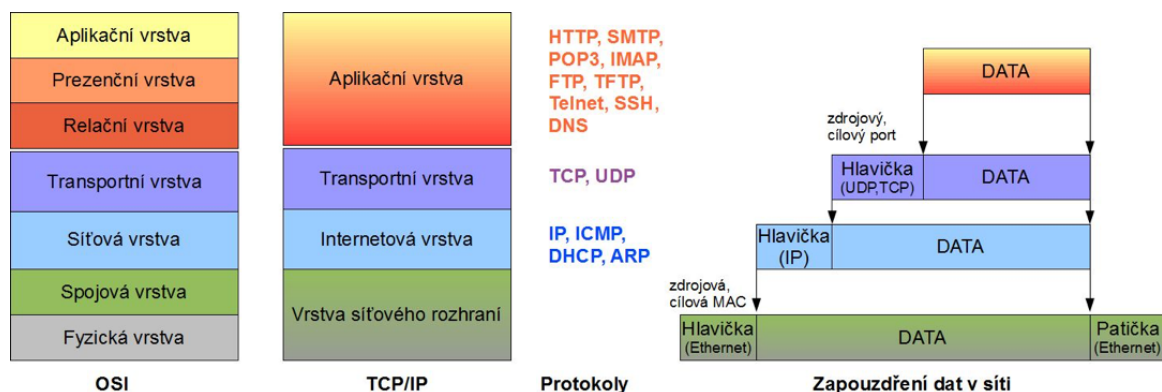 Aplikační vrstva
Prezenční vrstva
Relační vrstva
Transportní vrstva
Síťová vrstva
Spojová vrstva
Fyzická vrstva
OSI
Aplikační vrstva
Transportní vrstva
Internetová vrstva
Vrstva síťového rozhraní
TCP/IP
HTTP, SMTP,
POP3, IMAP,
FTP, TFTP,
Telnet, SSH,
DNS
TCP, UDP
IP, ICMP,
DHCP, ARP
Protokoly
DATA
zdrojový,
cílový port
Hlavička
(UDP,TCP)
DATA
Hlavička
(IP)
DATA
zdrojová,
cílová MAC
Hlavička
(Ethernet)
DATA
Patička
(Ethernet)
Zapouzdření dat v síti